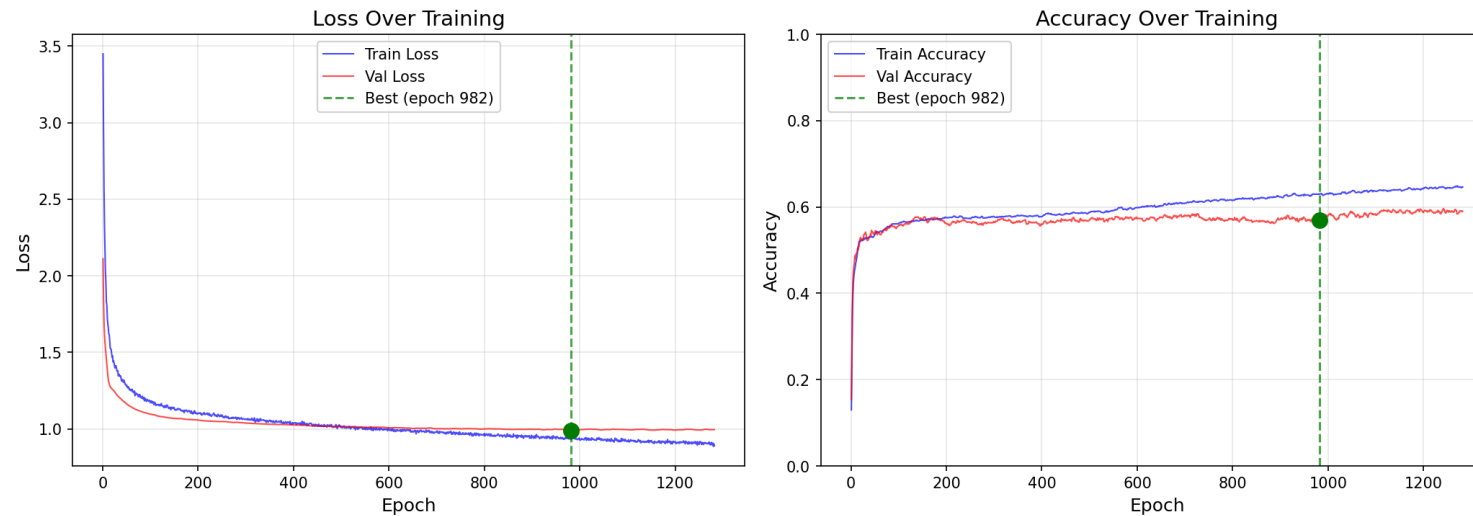 Loss Over Training
3.5
3.0
2.5
2.0
1.5
1.0
Loss
Train Loss
Val Loss
Best (epoch 982)
0 200 400 600 800 1000 1200
Epoch
Accuracy Over Training
1.0
0.8
0.6
0.4
0.2
0.0
Accuracy
Train Accuracy
Val Accuracy
Best (epoch 982)
0 200 400 600 800 1000 1200
Epoch